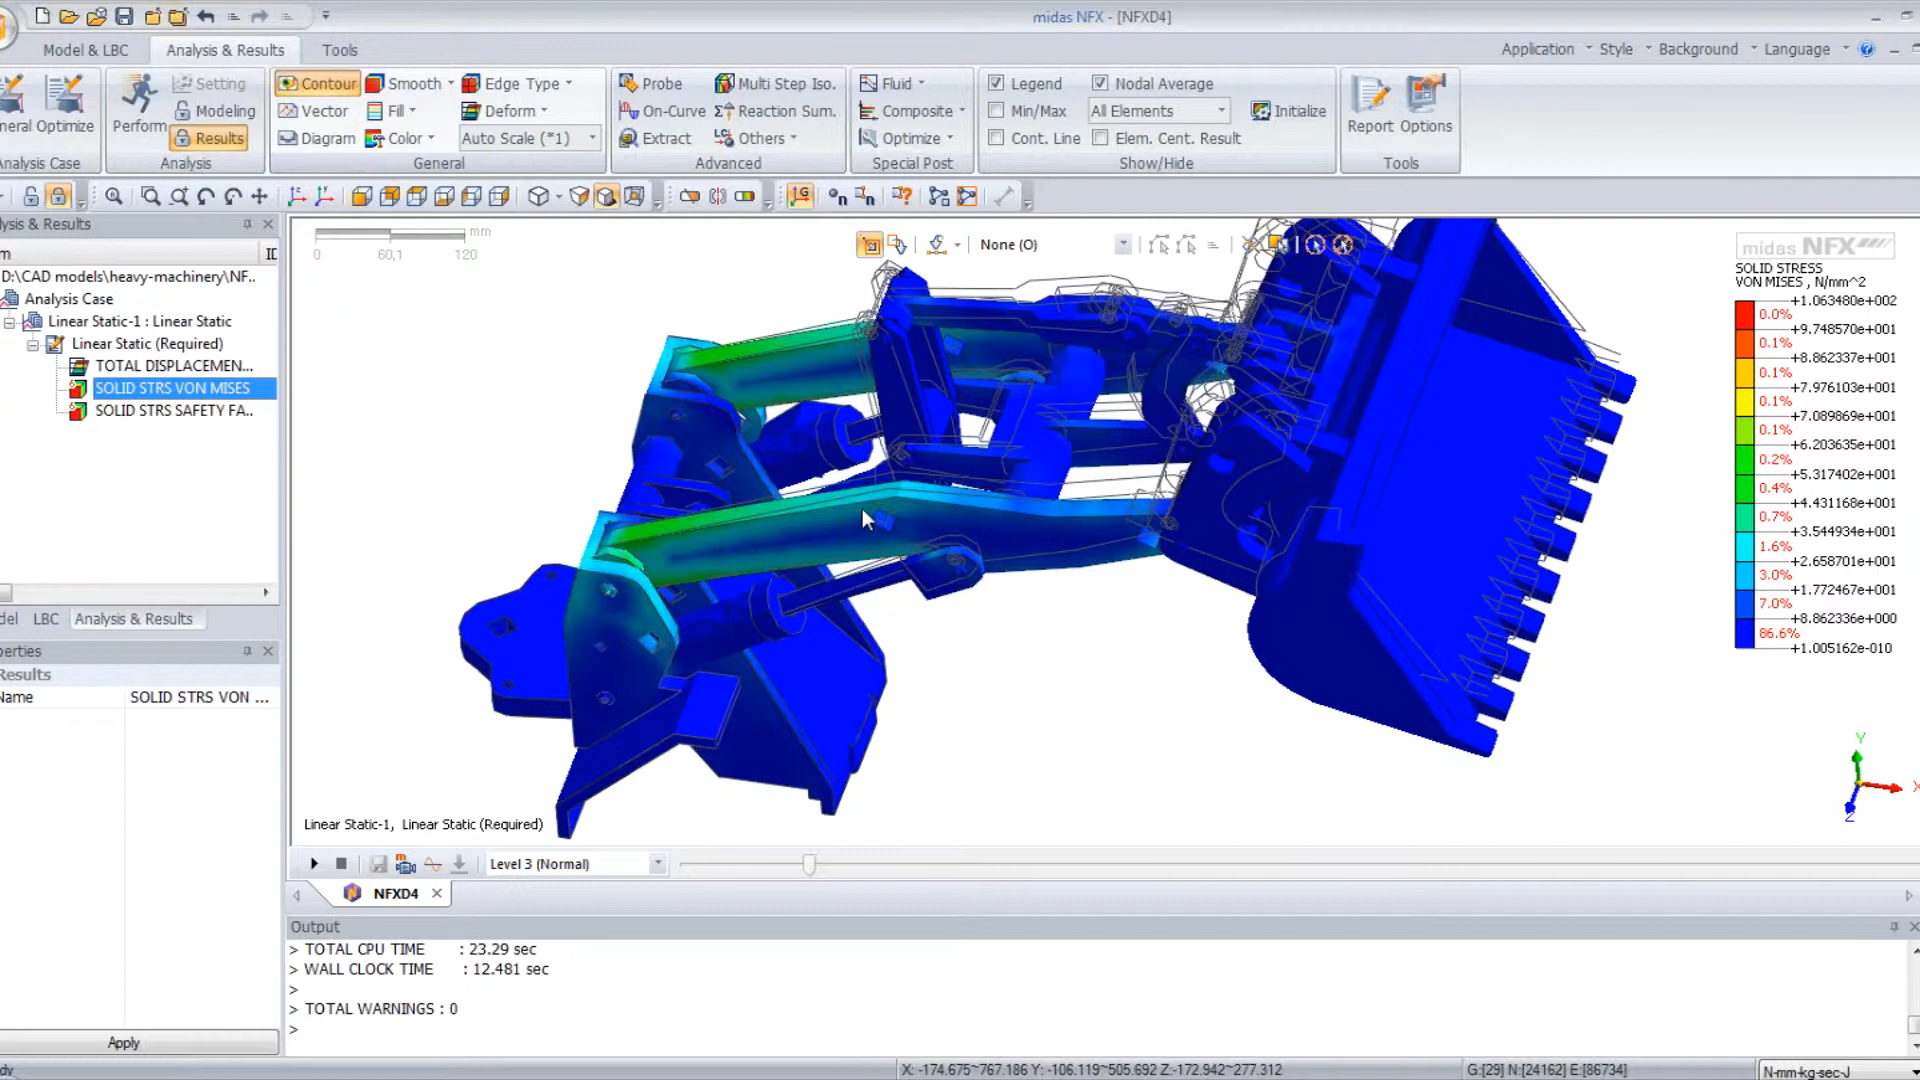 midas NFX - [NFXD4]
Model & LBC
Analysis & Results
Tools
Application
Style
Background
Language
neral Optimize
Analysis Case
Perform
Setting
Modeling
Results
Analysis
Contour
Smooth
Edge Type
Vector
Fill
Deform
Diagram
Color
Auto Scale (*1)
General
Probe
Multi Step Iso.
On-Curve
Reaction Sum.
Extract
Others
Advanced
Fluid
Composite
Optimize
Special Post
Legend
Nodal Average
Min/Max
All Elements
Initialize
Cont. Line
Elem. Cent. Result
Show/Hide
Report Options
Tools
lysis & Results
m
ID
D:\CAD models\heavy-machinery\NF..
Analysis Case
Linear Static-1 : Linear Static
Linear Static (Required)
TOTAL DISPLACEMEN...
SOLID STRS VON MISES
SOLID STRS SAFETY FA..
del
LBC
Analysis & Results
perties
Results
Name
SOLID STRS VON ...
Apply
mm
0
60,1
120
None (O)
midas NFX
SOLID STRESS
VON MISES , N/mm^2
+1.063480e+002
0.0%
+9.748570e+001
0.1%
+8.862337e+001
0.1%
+7.976103e+001
0.1%
+7.089869e+001
0.1%
+6.203635e+001
0.2%
+5.317402e+001
0.4%
+4.431168e+001
0.7%
+3.544934e+001
1.6%
+2.658701e+001
3.0%
+1.772467e+001
7.0%
+8.862336e+000
86.6%
+1.005162e-010
Y
X
Z
Linear Static-1, Linear Static (Required)
Level 3 (Normal)
NFXD4
Output
> TOTAL CPU TIME : 23.29 sec
> WALL CLOCK TIME : 12.481 sec
>
> TOTAL WARNINGS : 0
>
dy
X: -174.675~767.186 Y: -106.119~505.692 Z:-172.942~277.312
G:[29] N:[24162] E:[86734]
N-mm-kg-sec-J